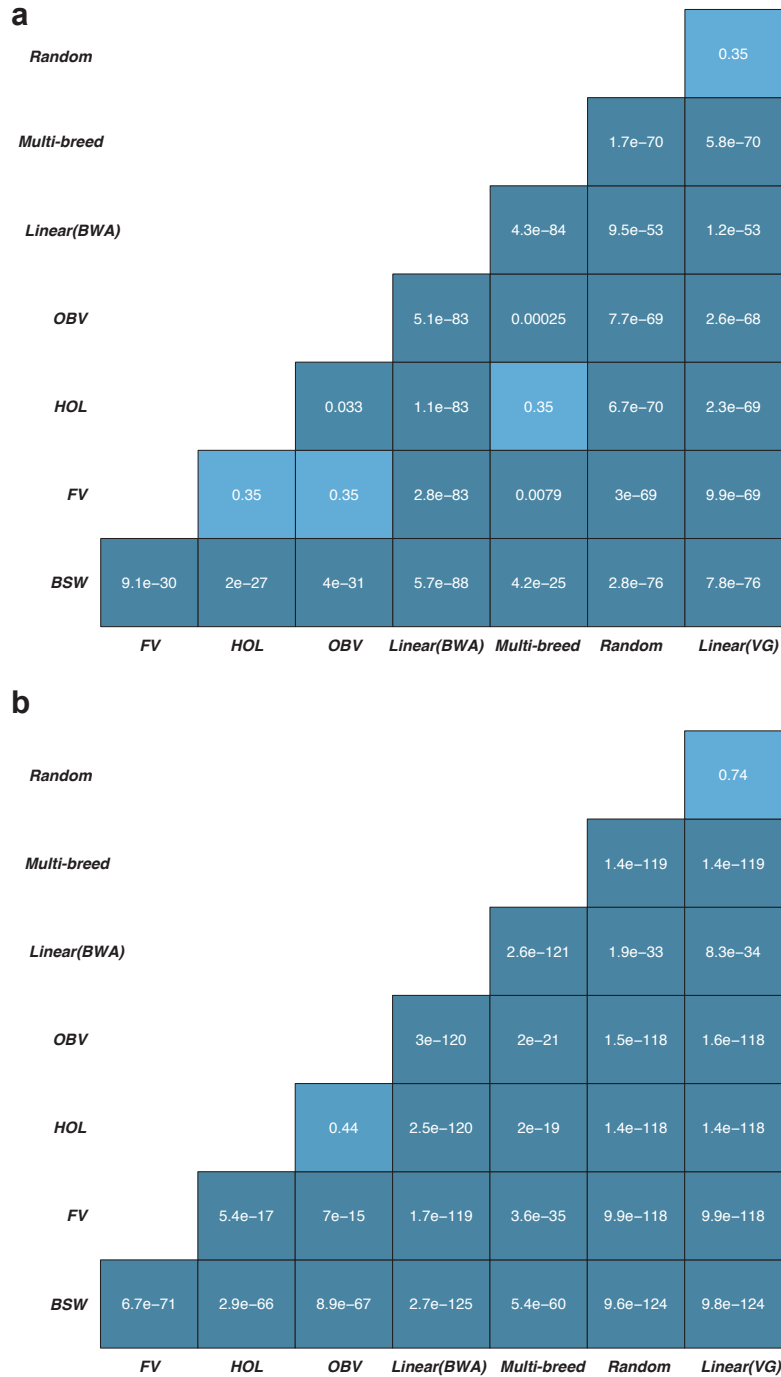 a
Random 0.35
Multi-breed 1.7e−70 5.8e−70
Linear(BWA) 4.3e−84 9.5e−53 1.2e−53
OBV 5.1e−83 0.00025 7.7e−69 2.6e−68
HOL 0.033 1.1e−83 0.35 6.7e−70 2.3e−69
FV 0.35 0.35 2.8e−83 0.0079 3e−69 9.9e−69
BSW 9.1e−30 2e−27 4e−31 5.7e−88 4.2e−25 2.8e−76 7.8e−76
FV HOL OBV Linear(BWA) Multi-breed Random Linear(VG)
b
Random 0.74
Multi-breed 1.4e−119 1.4e−119
Linear(BWA) 2.6e−121 1.9e−33 8.3e−34
OBV 3e−120 2e−21 1.5e−118 1.6e−118
HOL 0.44 2.5e−120 2e−19 1.4e−118 1.4e−118
FV 5.4e−17 7e−15 1.7e−119 3.6e−35 9.9e−118 9.9e−118
BSW 6.7e−71 2.9e−66 8.9e−67 2.7e−125 5.4e−60 9.6e−124 9.8e−124
FV HOL OBV Linear(BWA) Multi-breed Random Linear(VG)